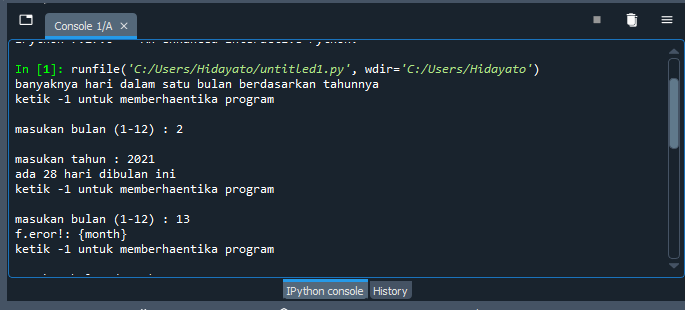 Console 1/A ×
In [1]: runfile('C:/Users/Hidayato/untitled1.py', wdir='C:/Users/Hidayato')
banyaknya hari dalam satu bulan berdasarkan tahunnya
ketik -1 untuk memberhaentika program
masukan bulan (1-12) : 2
masukan tahun : 2021
ada 28 hari dibulan ini
ketik -1 untuk memberhaentika program
masukan bulan (1-12) : 13
f.eror!: {month}
ketik -1 untuk memberhaentika program
IPython console History